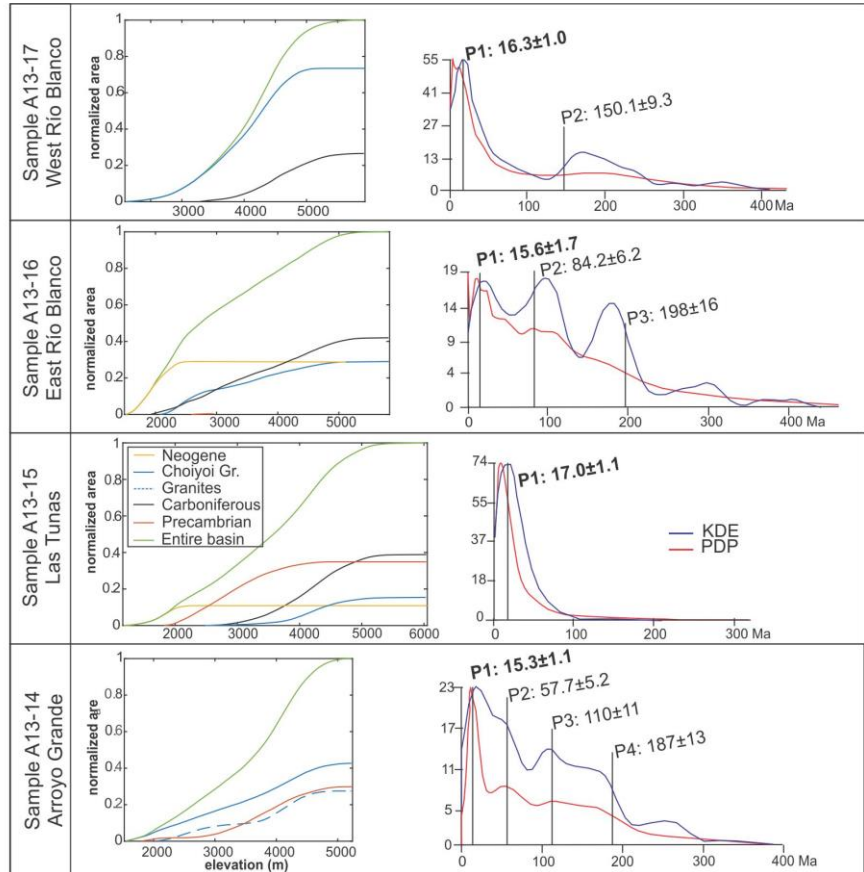 Sample A13-17
West Río Blanco
normalized area
1
0.8
0.6
0.4
0.2
0
3000 4000 5000
P1: 16.3±1.0
P2: 150.1±9.3
55
41
27
13
0
0 100 200 300 400 Ma
Sample A13-16
East Río Blanco
normalized area
1
0.8
0.6
0.4
0.2
0
2000 3000 4000 5000
P1: 15.6±1.7
P2: 84.2±6.2
P3: 198±16
19
14
9
4
0
0 100 200 300 400 Ma
Sample A13-15
Las Tunas
normalized area
1
0.8
0.6
0.4
0.2
0
Neogene
Choiyoi Gr.
Granites
Carboniferous
Precambrian
Entire basin
2000 3000 4000 5000 6000
P1: 17.0±1.1
74
55
37
18
0
0 200 300 Ma
KDE
PDP
Sample A13-14
Arroyo Grande
normalized are
1
0.8
0.6
0.4
0.2
0
2000 3000 4000 5000
elevation (m)
P1: 15.3±1.1
P2: 57.7±5.2
P3: 110±11
P4: 187±13
23
17
11
5
0
0 100 200 300 400 Ma